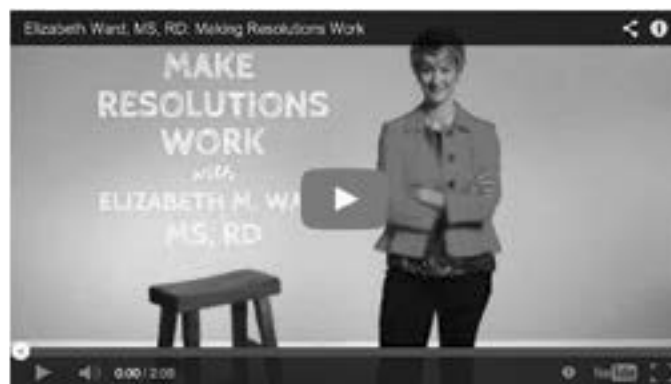 Elizabeth Ward, MS, RD: Making Resolutions Work
MAKE
RESOLUTIONS
WORK
with
ELIZABETH M. WA
MS, RD
0:00 / 2:08
YouTube